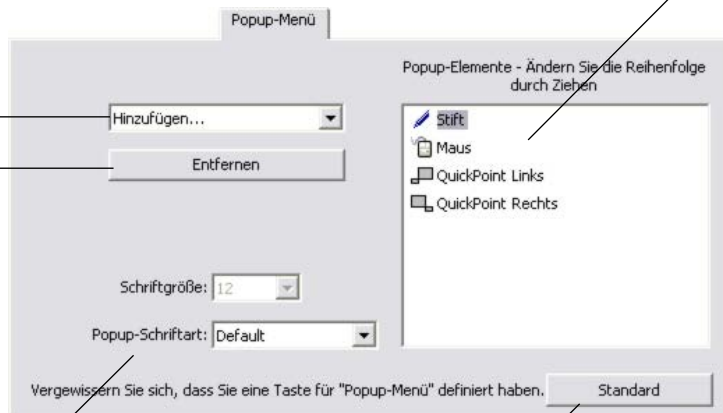 Popup-Menü
Popup-Elemente - Ändern Sie die Reihenfolge
durch Ziehen
Hinzufügen...
Entfernen
Stift
Maus
QuickPoint Links
QuickPoint Rechts
Schriftgröße: 12
Popup-Schriftart: Default
Vergewissern Sie sich, dass Sie eine Taste für "Popup-Menü" definiert haben. Standard